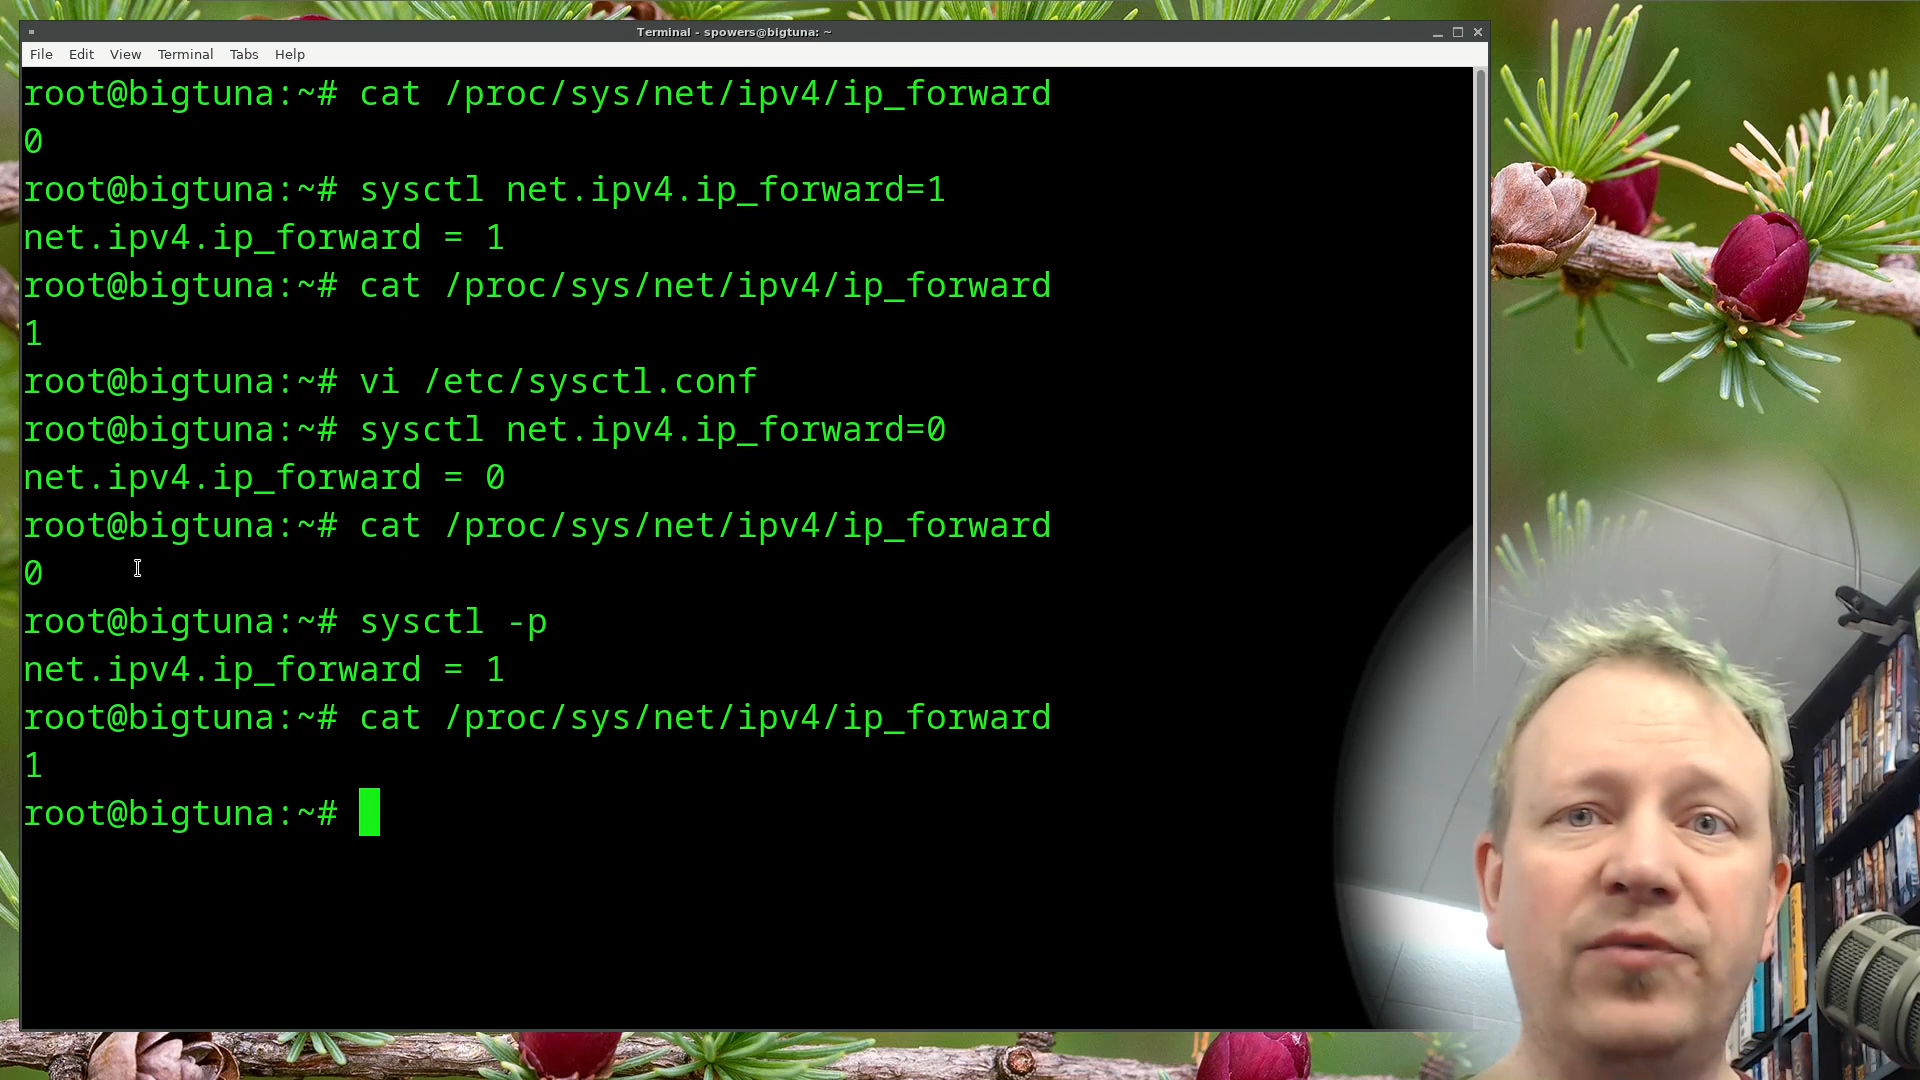 Terminal - spowers@bigtuna: ~
File Edit View Terminal Tabs Help
root@bigtuna:~# cat /proc/sys/net/ipv4/ip_forward
0
root@bigtuna:~# sysctl net.ipv4.ip_forward=1
net.ipv4.ip_forward = 1
root@bigtuna:~# cat /proc/sys/net/ipv4/ip_forward
1
root@bigtuna:~# vi /etc/sysctl.conf
root@bigtuna:~# sysctl net.ipv4.ip_forward=0
net.ipv4.ip_forward = 0
root@bigtuna:~# cat /proc/sys/net/ipv4/ip_forward
0
root@bigtuna:~# sysctl -p
net.ipv4.ip_forward = 1
root@bigtuna:~# cat /proc/sys/net/ipv4/ip_forward
1
root@bigtuna:~#